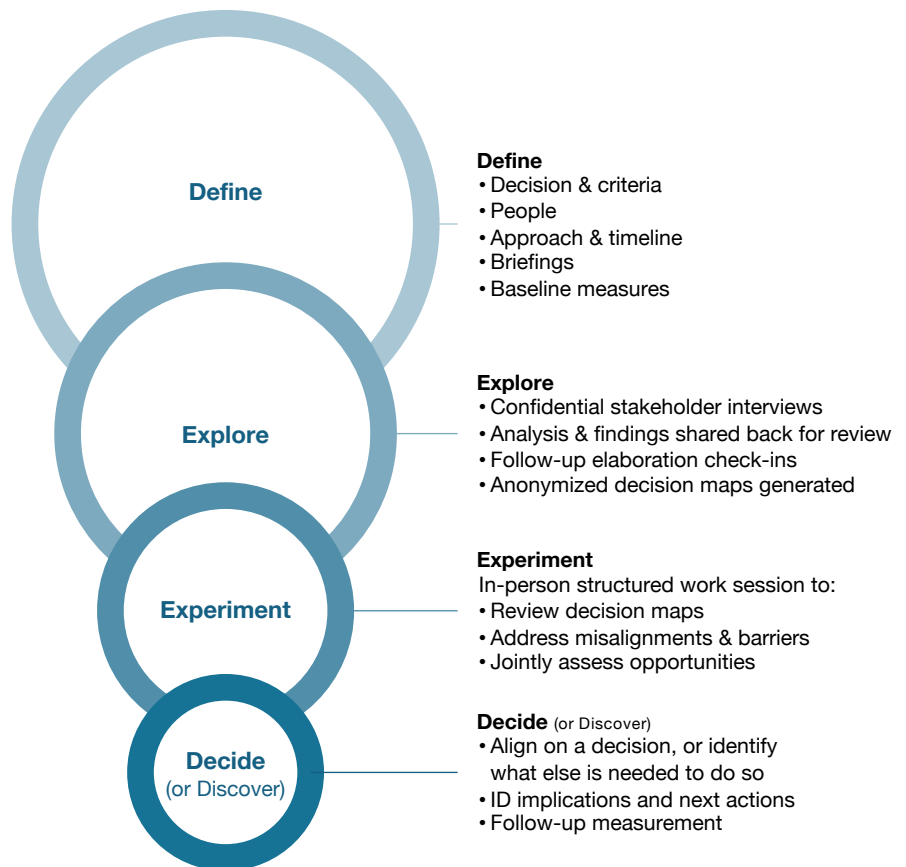 Define
Define
• Decision & criteria
• People
• Approach & timeline
• Briefings
• Baseline measures
Explore
Explore
• Confidential stakeholder interviews
• Analysis & findings shared back for review
• Follow-up elaboration check-ins
• Anonymized decision maps generated
Experiment
Experiment
In-person structured work session to:
• Review decision maps
• Address misalignments & barriers
• Jointly assess opportunities
Decide
(or Discover)
Decide (or Discover)
• Align on a decision, or identify
what else is needed to do so
• ID implications and next actions
• Follow-up measurement